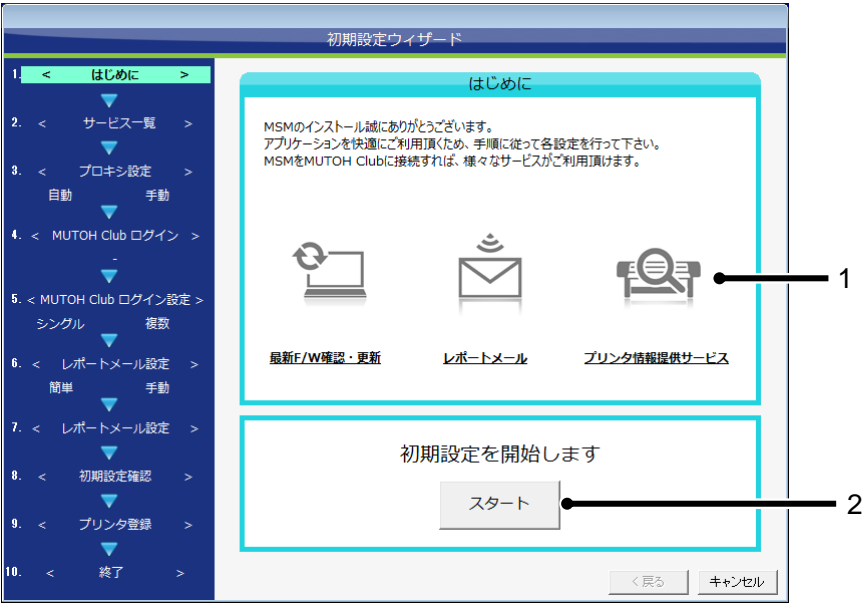 初期設定ウィザード
1. < はじめに >
2. < サービス一覧 >
3. < プロキシ設定 >
自動 手動
4. < MUTOH Club ログイン >
-
5. < MUTOH Club ログイン設定 >
シングル 複数
6. < レポートメール設定 >
簡単 手動
7. < レポートメール設定 >
8. < 初期設定確認 >
9. < プリンタ登録 >
10. < 終了 >
はじめに
MSMのインストール誠にありがとうございます。
アプリケーションを快適にご利用頂くため、手順に従って各設定を行って下さい。
MSMをMUTOH Clubに接続すれば、様々なサービスがご利用頂けます。
1
最新F/W確認・更新 レポートメール プリンタ情報提供サービス
初期設定を開始します
スタート
2
<戻る キャンセル